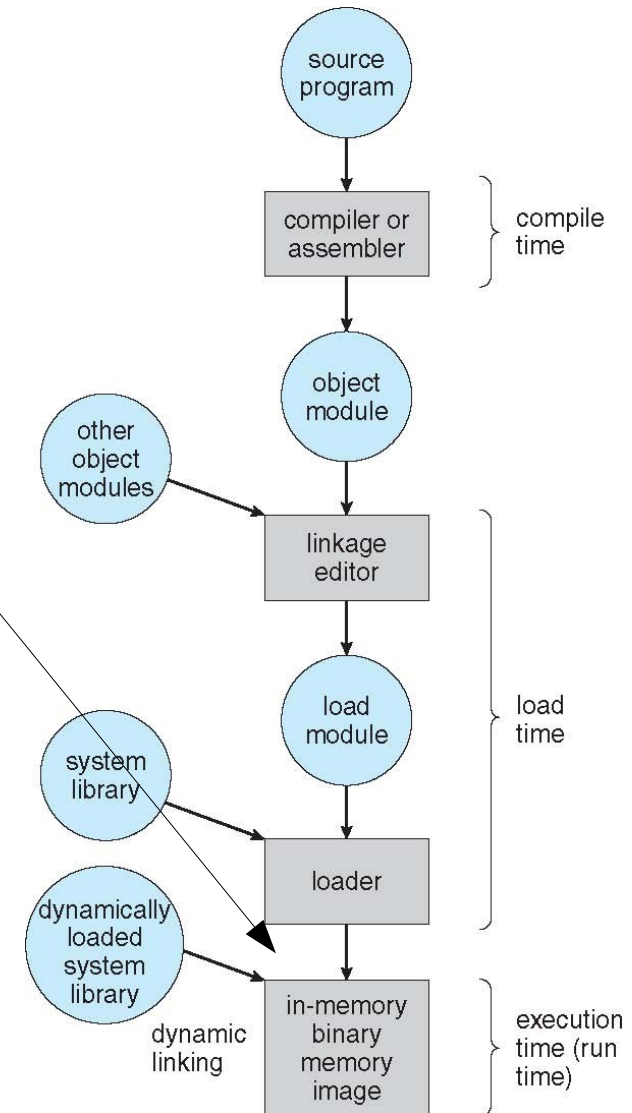 source
program
compiler or
assembler
compile
time
object
module
other
object
modules
linkage
editor
load
module
load
time
system
library
loader
dynamically
loaded
system
library
dynamic
linking
in-memory
binary
memory
image
execution
time (run
time)